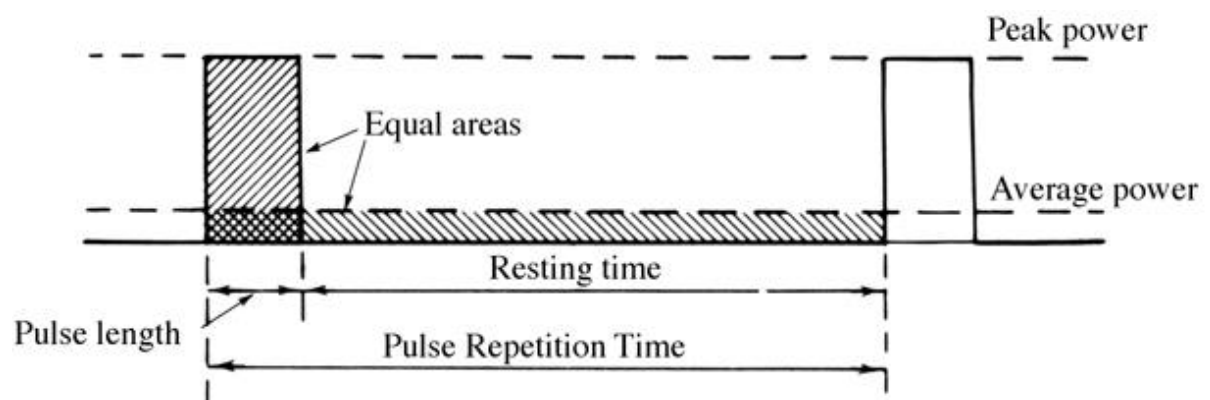 Peak power
Equal areas
Average power
Resting time
Pulse length
Pulse Repetition Time